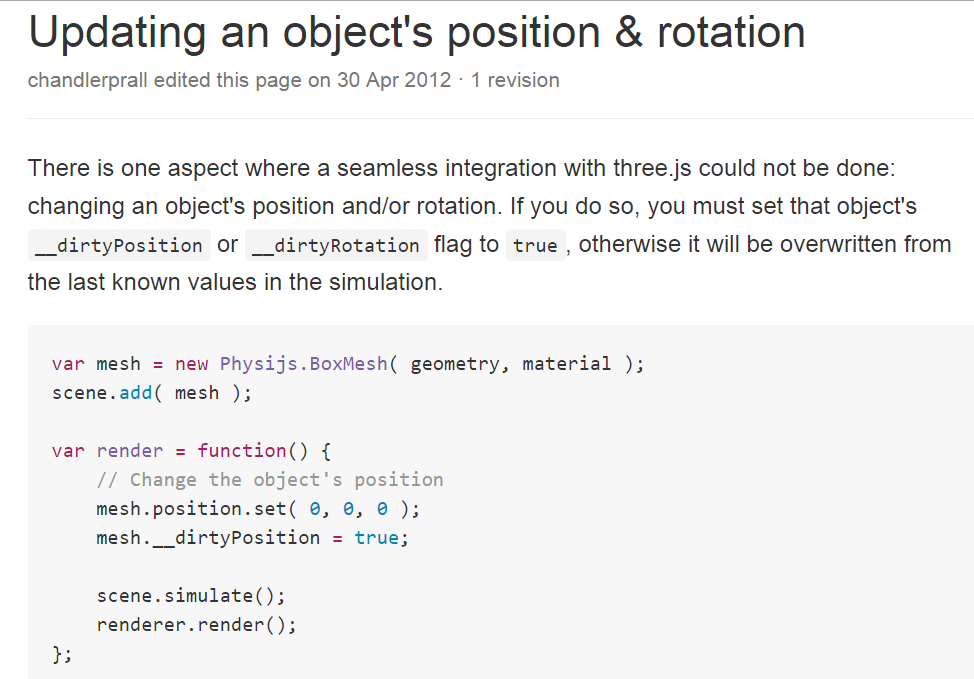 Updating an object's position & rotation
chandlerprall edited this page on 30 Apr 2012 · 1 revision
There is one aspect where a seamless integration with three.js could not be done:
changing an object's position and/or rotation. If you do so, you must set that object's
__dirtyPosition or __dirtyRotation flag to true, otherwise it will be overwritten from
the last known values in the simulation.
var mesh = new Physijs.BoxMesh( geometry, material );
scene.add( mesh );
var render = function() {
    // Change the object's position
    mesh.position.set( 0, 0, 0 );
    mesh.__dirtyPosition = true;
    scene.simulate();
    renderer.render();
};